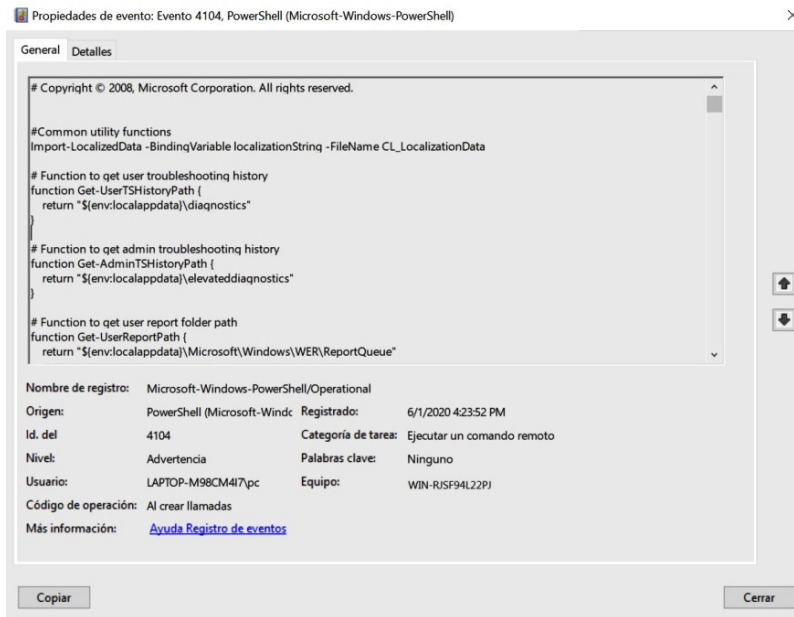 Propiedades de evento: Evento 4104, PowerShell (Microsoft-Windows-PowerShell)
General Detalles
# Copyright © 2008, Microsoft Corporation. All rights reserved.
#Common utility functions
Import-LocalizedData -BindingVariable localizationString -FileName CL_LocalizationData
# Function to get user troubleshooting history
function Get-UserTSHistoryPath {
return "${env:localappdata}\diagnostics"
}
# Function to get admin troubleshooting history
function Get-AdminTSHistoryPath {
return "${env:localappdata}\elevateddiagnostics"
}
# Function to get user report folder path
function Get-UserReportPath {
return "${env:localappdata}\Microsoft\Windows\WER\ReportQueue"
Nombre de registro: Microsoft-Windows-PowerShell/Operational
Origen: PowerShell (Microsoft-Windc Registrado: 6/1/2020 4:23:52 PM
Id. del 4104 Categoría de tarea: Ejecutar un comando remoto
Nivel: Advertencia Palabras clave: Ninguno
Usuario: LAPTOP-M98CM4I7\pc Equipo: WIN-RJSF94L22PJ
Código de operación: Al crear llamadas
Más información: Ayuda Registro de eventos
Copiar Cerrar